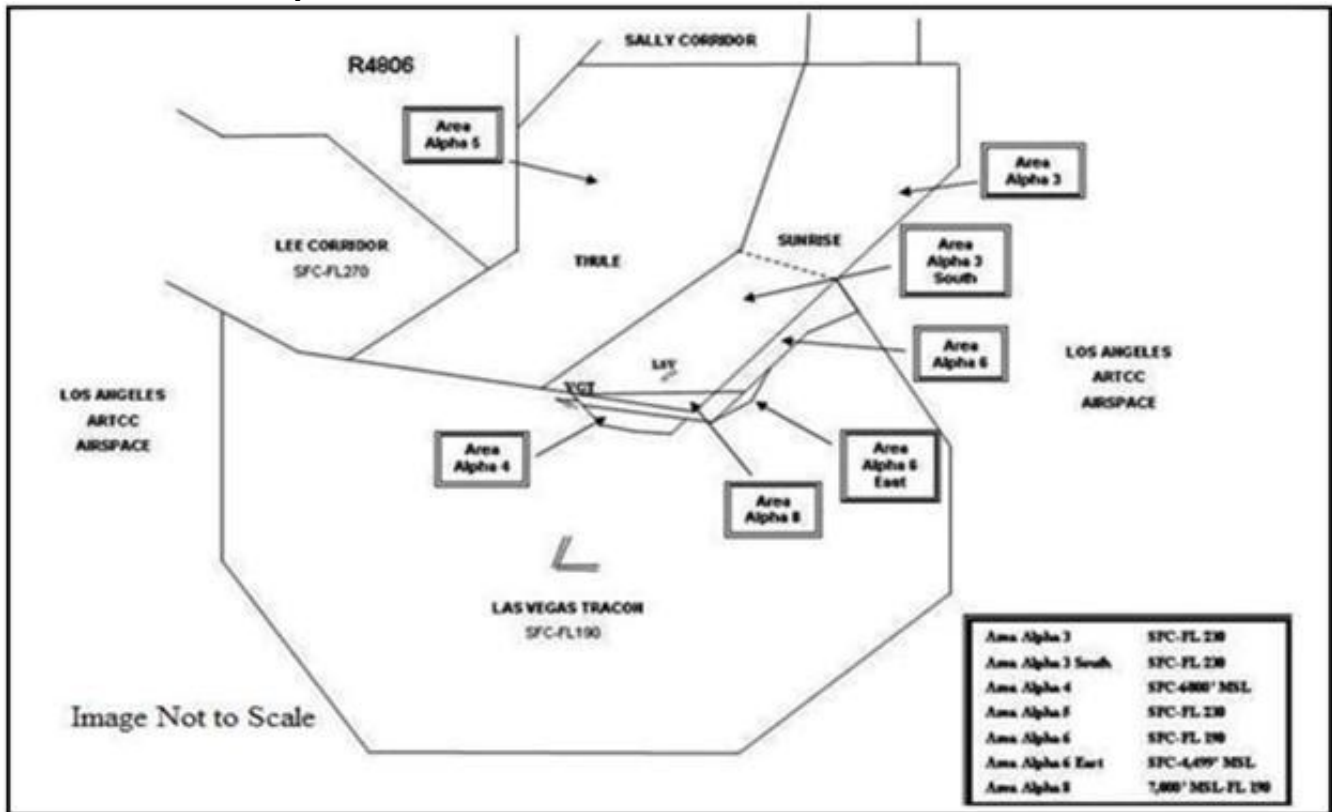 SALLY CORRIDOR
R4806
Area
Alpha 5
Area
Alpha 3
LEE CORRIDOR
SFC-FL270
THULE
SUNRISE
Area
Alpha 3
South
LSV
Area
Alpha 6
LOS ANGELES
ARTCC
AIRSPACE
LOS ANGELES
ARTCC
AIRSPACE
VGT
Area
Alpha 4
Area
Alpha 6
East
Area
Alpha 8
LAS VEGAS TRACON
SFC-FL190
Image Not to Scale
Area Alpha 3 SFC-FL 230
Area Alpha 3 South SFC-FL 230
Area Alpha 4 SFC-6800' MSL
Area Alpha 5 SFC-FL 230
Area Alpha 6 SFC-FL 190
Area Alpha 6 East SFC-4,499' MSL
Area Alpha 8 7,000' MSL-FL 190